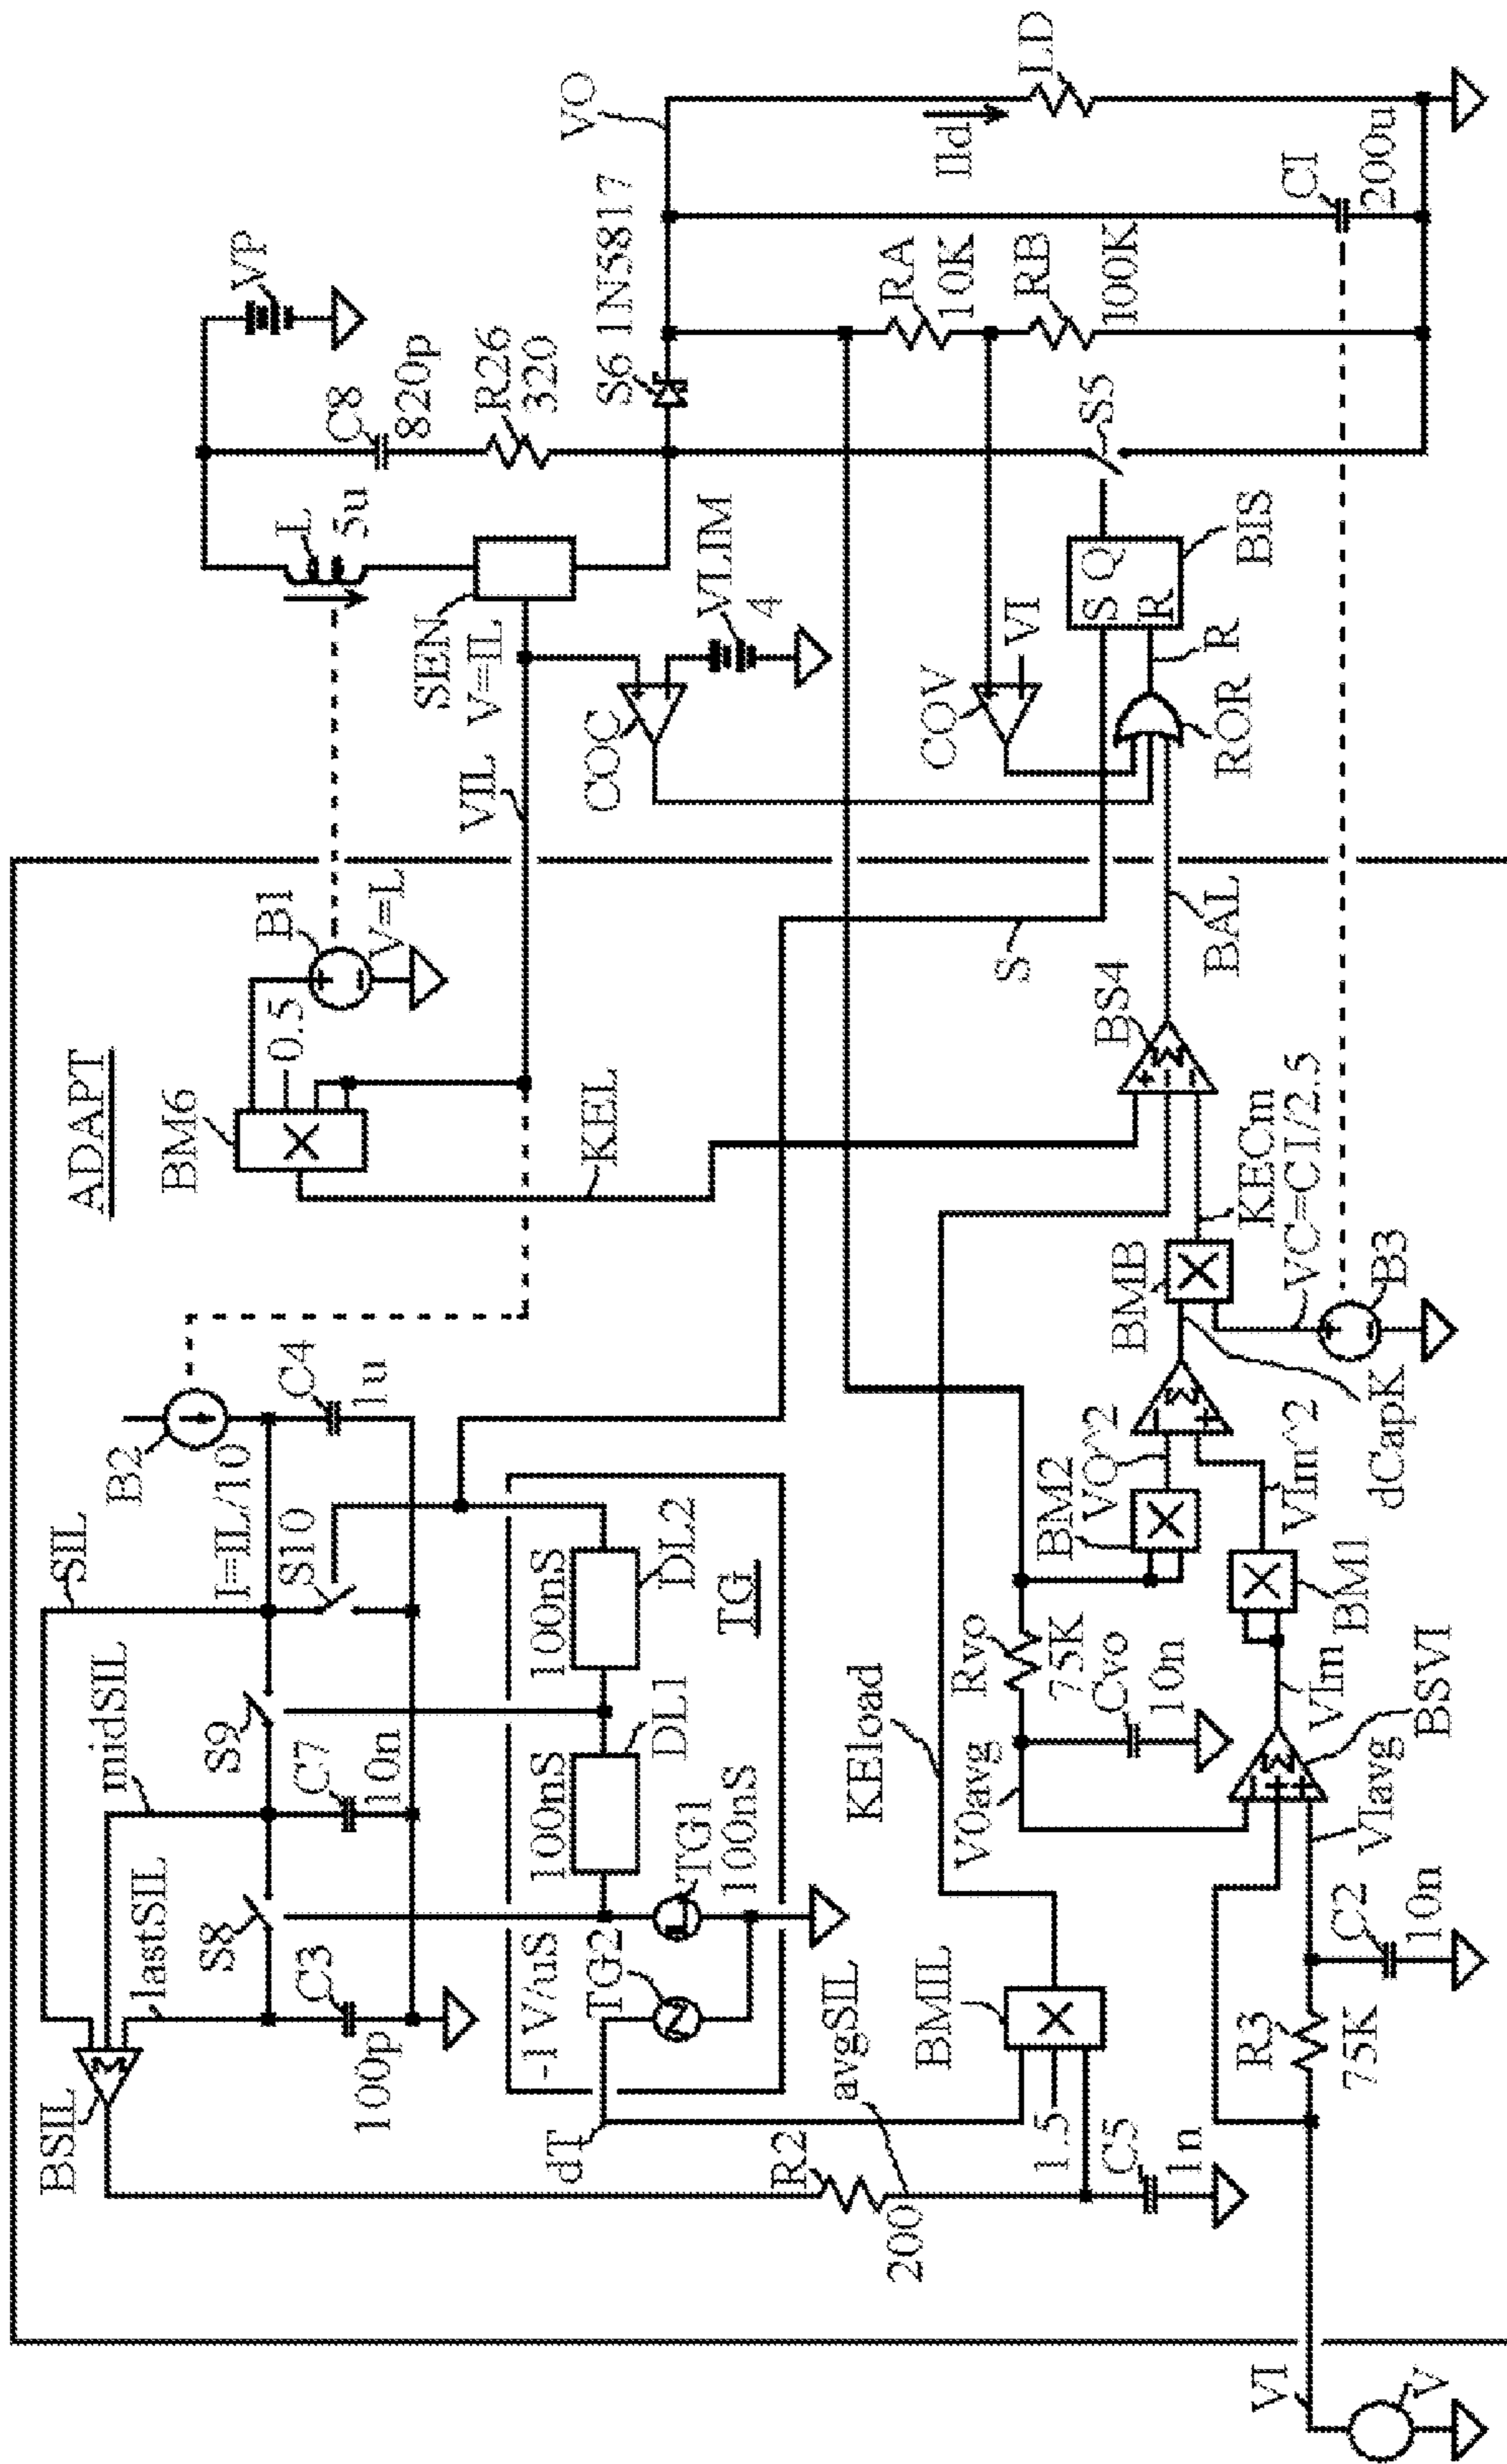 ADAPT
BSIL
lastSIL
midSIL
SIL
S8
S9
S10
C3
100p
C7
10n
C4
1u
B2
I=IL/10
BM6
0.5
B1
V=L
KEL
VIL
L
5u
SEN
V=IL
C8
820p
R26
320
VP
COC
VLIM
4
S6 1N5817
VO
Ild
LD
RA
10K
RB
100K
CI
200u
COV
VI
S Q
R
BIS
S5
R
ROR
S
BAL
BS4
TG
-1 V/uS
TG2
TG1
100nS
100nS
DL1
100nS
DL2
dT
avgSIL
R2
200
BMIL
1.5
C5
1n
KEload
V0avg
Rvo
75K
Cvo
10n
BM2
VO^2
BMB
KECm
VC=CI/2.5
B3
dCapK
VIm^2
BM1
VIm
BSVI
VIavg
R3
75K
C2
10n
VI
V